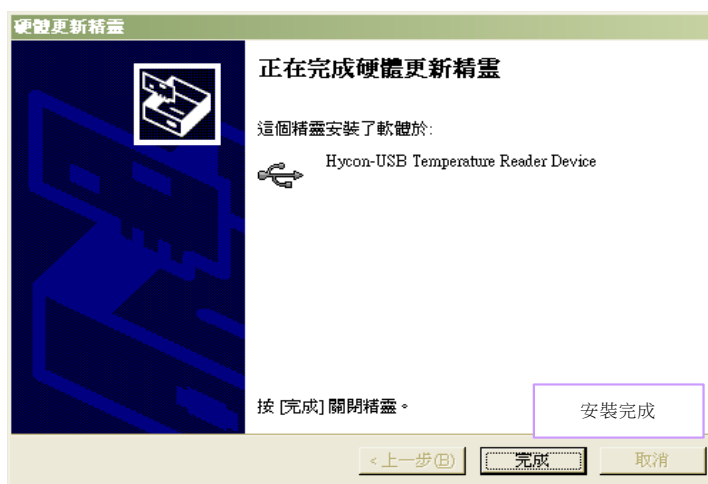 硬體更新精靈
正在完成硬體更新精靈
這個精靈安裝了軟體於:
Hycon-USB Temperature Reader Device
按 [完成] 關閉精靈。
安裝完成
<上一步(B)
完成
取消